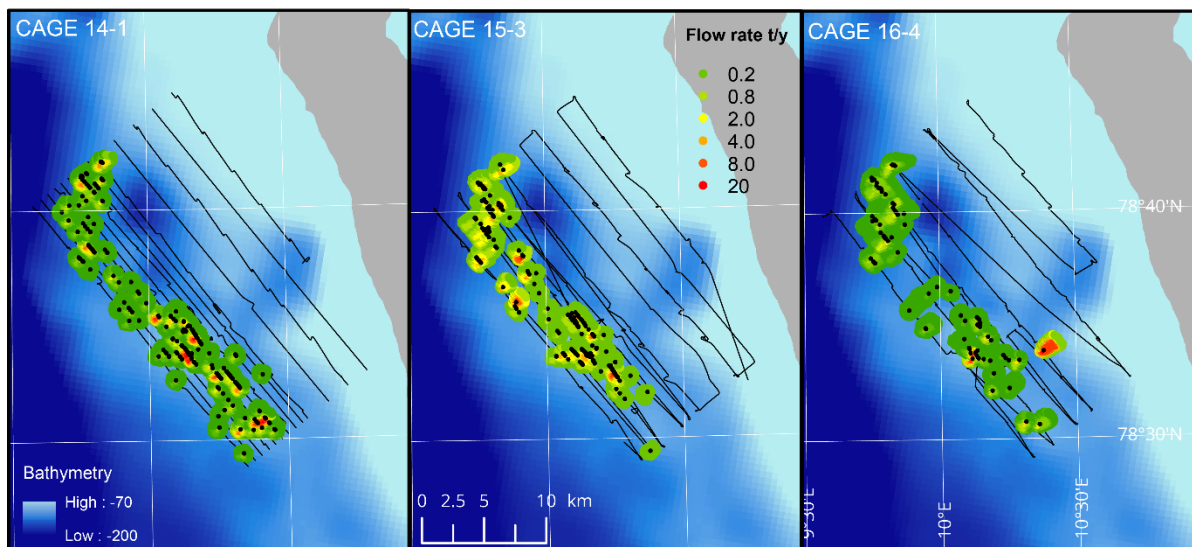 CAGE 14-1
CAGE 15-3
CAGE 16-4
Flow rate t/y
0.2
0.8
2.0
4.0
8.0
20
78°40'N
78°30'N
Bathymetry
High : -70
Low : -200
0 2.5 5 10 km
9°30'E
10°E
10°30'E